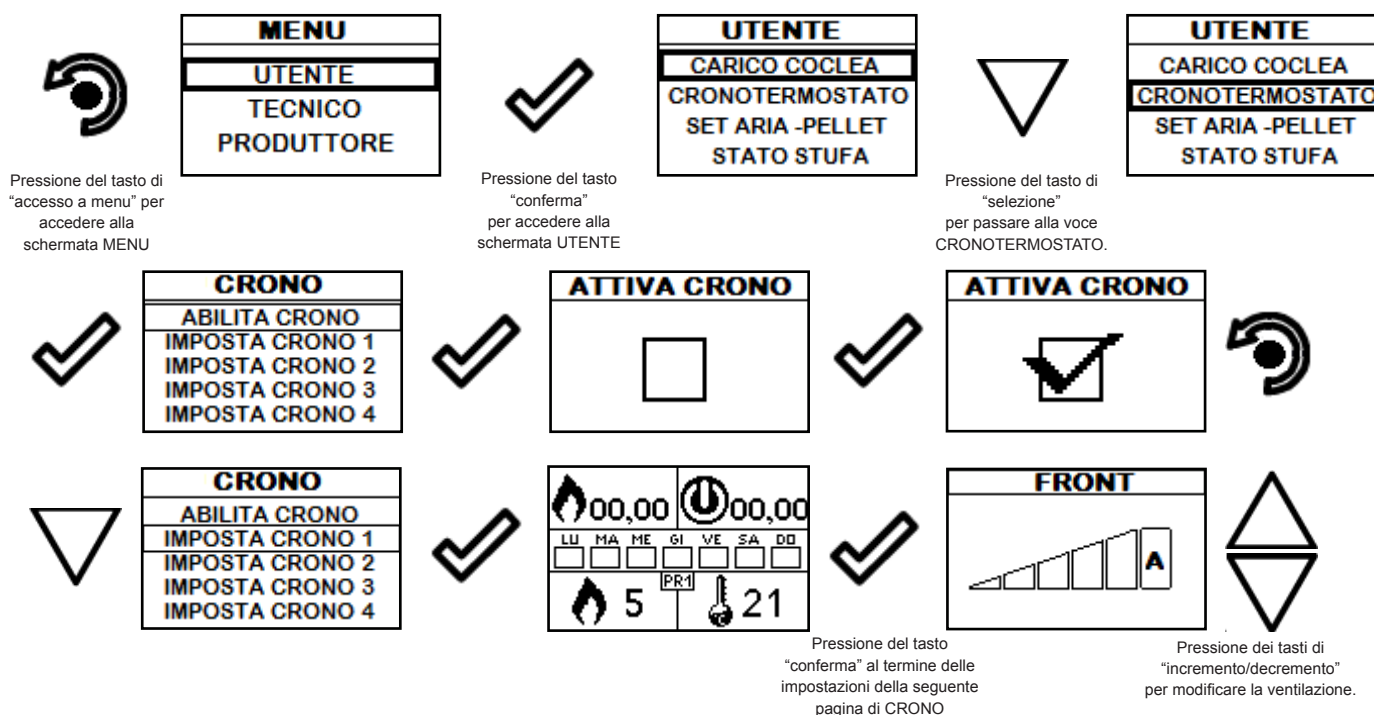 MENU
UTENTE
TECNICO
PRODUTTORE
UTENTE
CARICO COCLEA
CRONOTERMOSTATO
SET ARIA -PELLET
STATO STUFA
UTENTE
CARICO COCLEA
CRONOTERMOSTATO
SET ARIA -PELLET
STATO STUFA
Pressione del tasto di
“accesso a menu” per
accedere alla
schermata MENU
Pressione del tasto
“conferma”
per accedere alla
schermata UTENTE
Pressione del tasto di
“selezione”
per passare alla voce
CRONOTERMOSTATO.
CRONO
ABILITA CRONO
IMPOSTA CRONO 1
IMPOSTA CRONO 2
IMPOSTA CRONO 3
IMPOSTA CRONO 4
ATTIVA CRONO
ATTIVA CRONO
CRONO
ABILITA CRONO
IMPOSTA CRONO 1
IMPOSTA CRONO 2
IMPOSTA CRONO 3
IMPOSTA CRONO 4
00,00 00,00
LU MA ME GI VE SA DO
PR1
5 21
FRONT
A
Pressione del tasto
“conferma” al termine delle
impostazioni della seguente
pagina di CRONO
Pressione dei tasti di
“incremento/decremento”
per modificare la ventilazione.